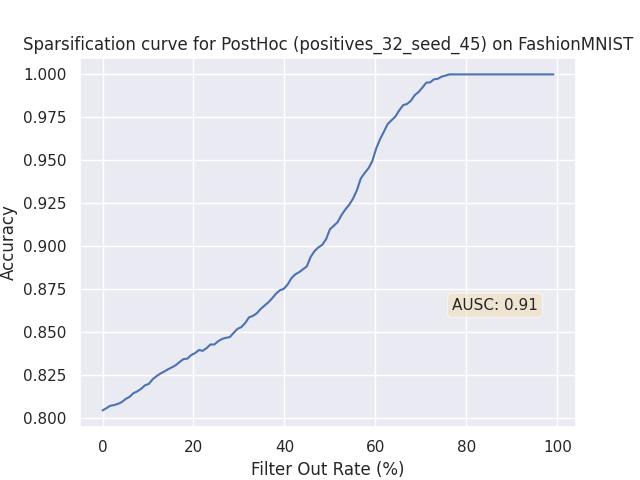 Sparsification curve for PostHoc (positives_32_seed_45) on FashionMNIST
1.000
0.975
0.950
0.925
0.900
0.875
0.850
0.825
0.800
Accuracy
AUSC: 0.91
0 20 40 60 80 100
Filter Out Rate (%)